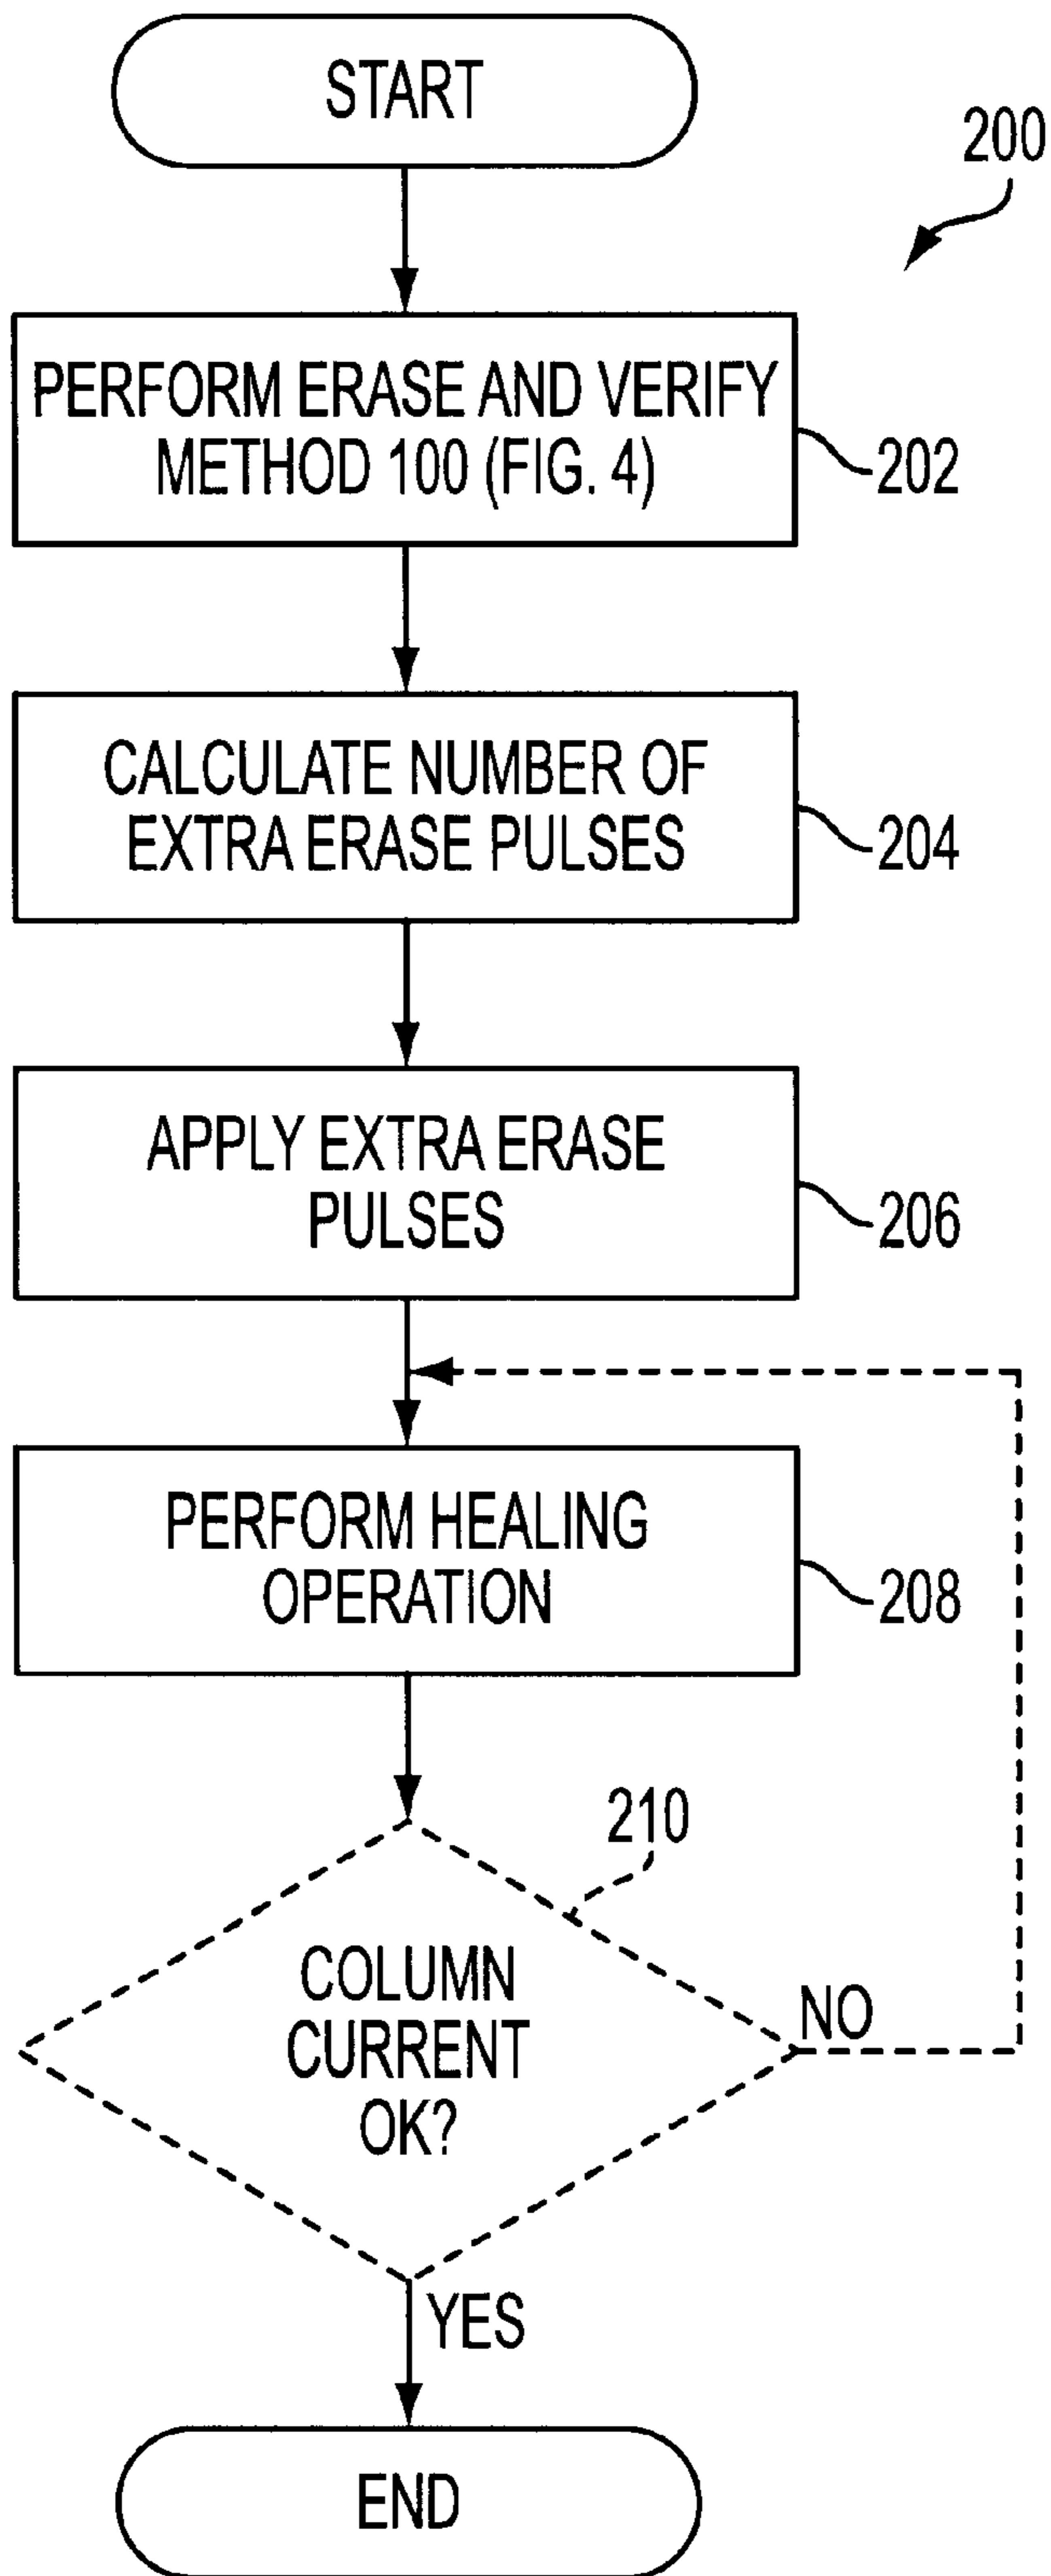 START
200
PERFORM ERASE AND VERIFY
METHOD 100 (FIG. 4)
202
CALCULATE NUMBER OF
EXTRA ERASE PULSES
204
APPLY EXTRA ERASE
PULSES
206
PERFORM HEALING
OPERATION
208
210
COLUMN
CURRENT
OK?
NO
YES
END